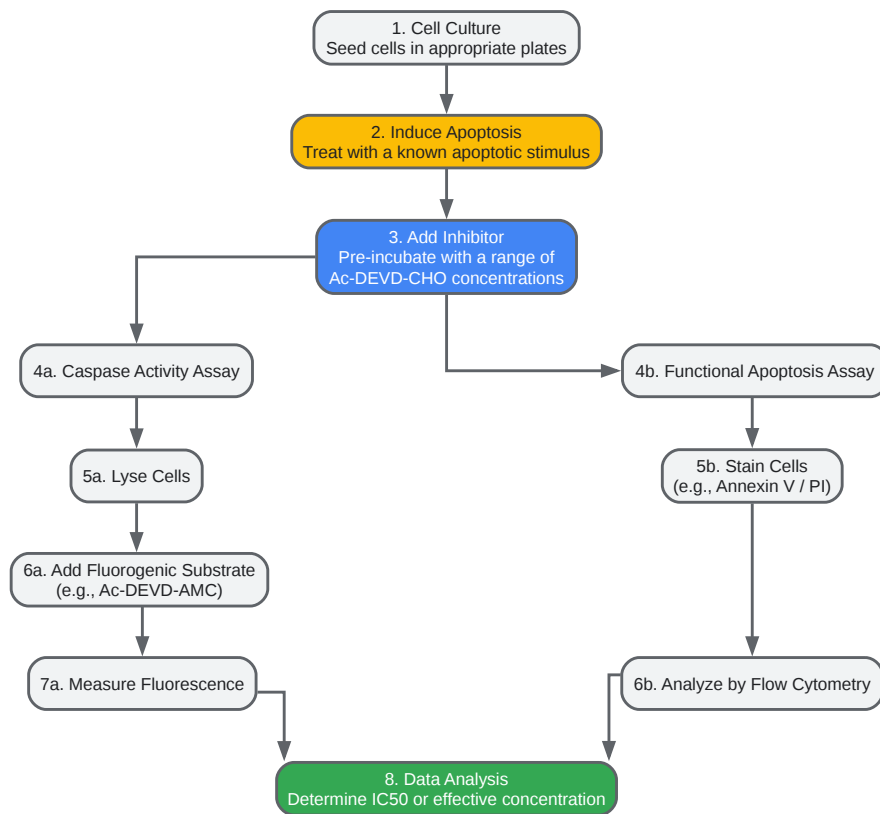 1. Cell Culture
Seed cells in appropriate plates
2. Induce Apoptosis
Treat with a known apoptotic stimulus
3. Add Inhibitor
Pre-incubate with a range of
Ac-DEVD-CHO concentrations
4a. Caspase Activity Assay
4b. Functional Apoptosis Assay
5a. Lyse Cells
5b. Stain Cells
(e.g., Annexin V / PI)
6a. Add Fluorogenic Substrate
(e.g., Ac-DEVD-AMC)
7a. Measure Fluorescence
6b. Analyze by Flow Cytometry
8. Data Analysis
Determine IC50 or effective concentration